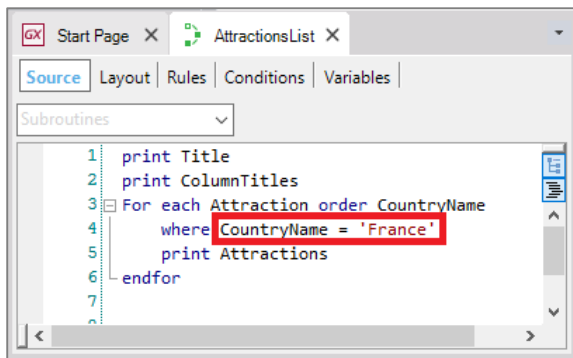 GX Start Page X AttractionsList X
Source Layout Rules Conditions Variables
Subroutines
1 print Title
2 print ColumnTitles
3 For each Attraction order CountryName
4 where CountryName = 'France'
5 print Attractions
6 endfor
7